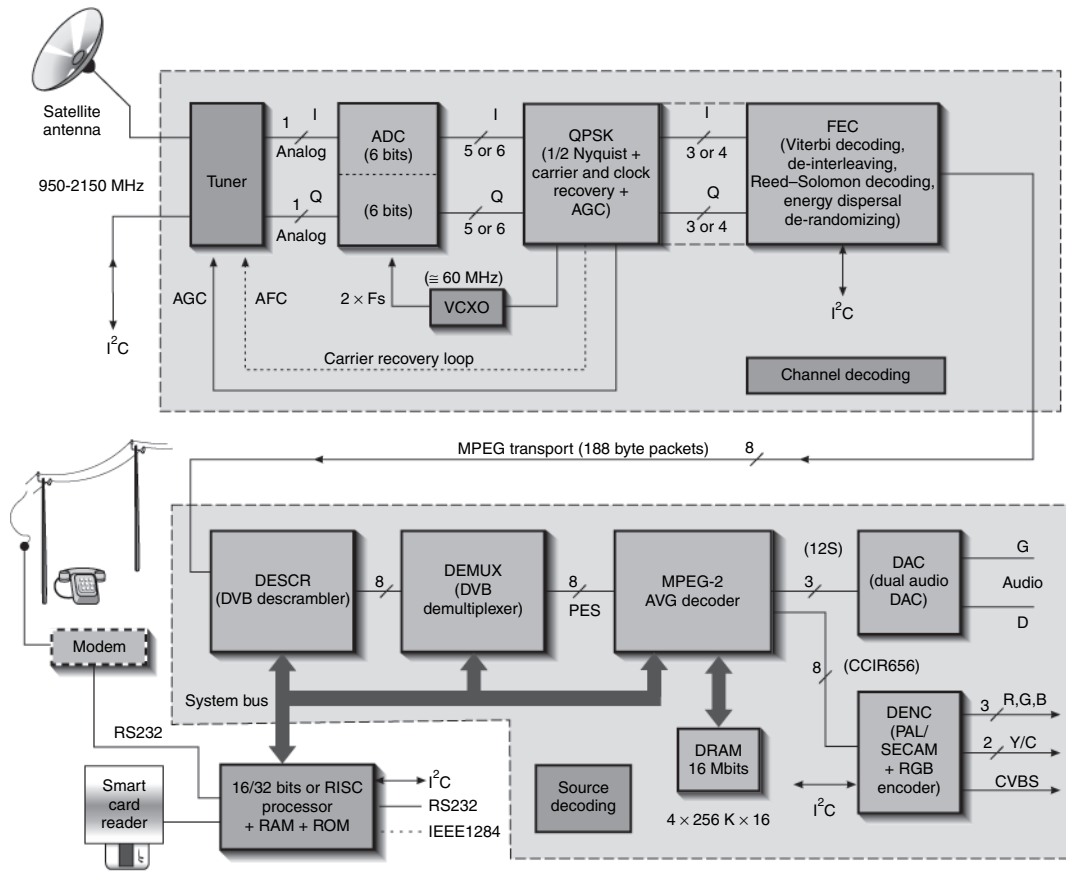 Satellite
antenna
950-2150 MHz
I²C
Tuner
1 I
Analog
1 Q
Analog
ADC
(6 bits)
(6 bits)
I
5 or 6
Q
5 or 6
QPSK
(1/2 Nyquist +
carrier and clock
recovery +
AGC)
I
3 or 4
Q
3 or 4
FEC
(Viterbi decoding,
de-interleaving,
Reed–Solomon decoding,
energy dispersal
de-randomizing)
AGC
AFC
2 × Fs
(≅ 60 MHz)
VCXO
I²C
Carrier recovery loop
Channel decoding
MPEG transport (188 byte packets) 8
DESCR
(DVB descrambler)
8
DEMUX
(DVB
demultiplexer)
8
PES
MPEG-2
AVG decoder
(12S)
3
DAC
(dual audio
DAC)
G
Audio
D
Modem
System bus
8
(CCIR656)
RS232
DRAM
16 Mbits
4 × 256 K × 16
DENC
(PAL/
SECAM
+ RGB
encoder)
3 R,G,B
2 Y/C
CVBS
I²C
Smart
card
reader
16/32 bits or RISC
processor
+ RAM + ROM
I²C
RS232
IEEE1284
Source
decoding